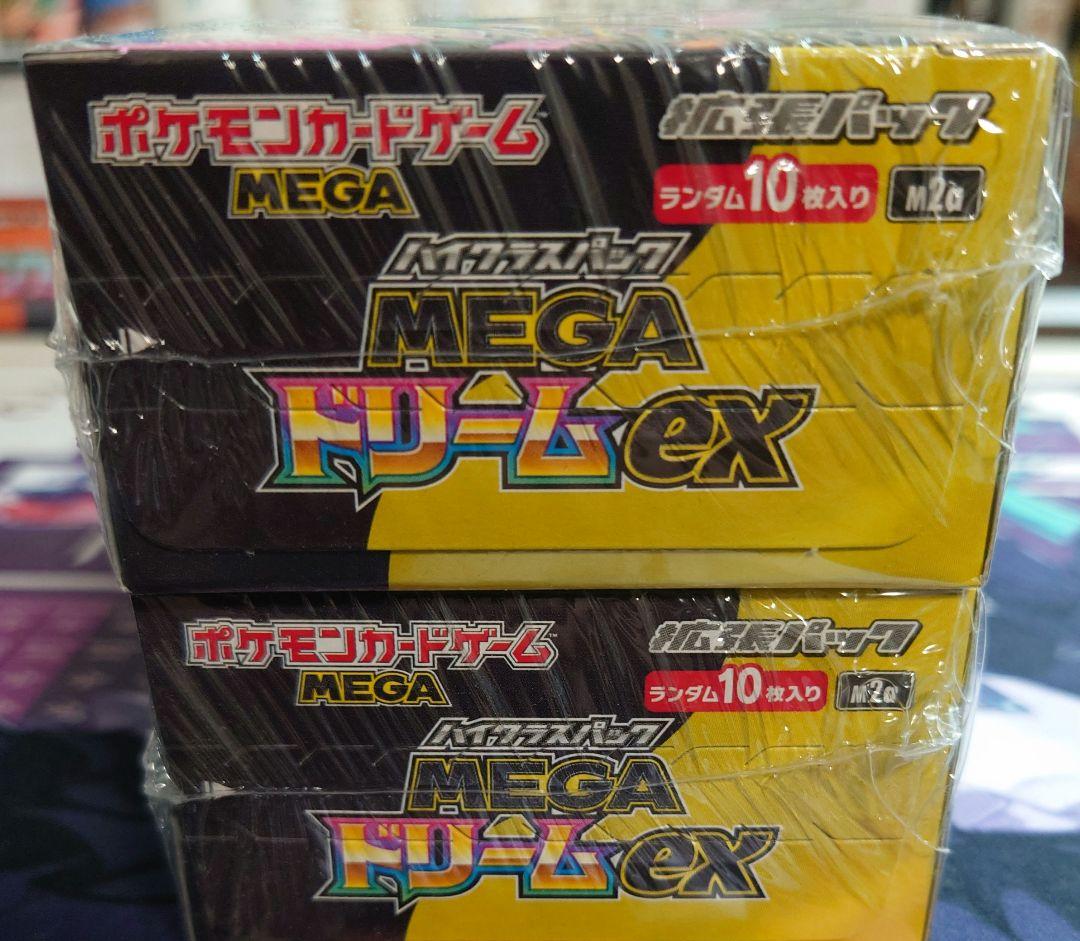 ポケモンカードゲーム™
MEGA
拡張パック
ランダム10枚入り
M2a
ハイクラスパック
MEGA
ドリームex
ポケモンカードゲーム™
MEGA
拡張パック
ランダム10枚入り
M2a
ハイクラスパック
MEGA
ドリームex